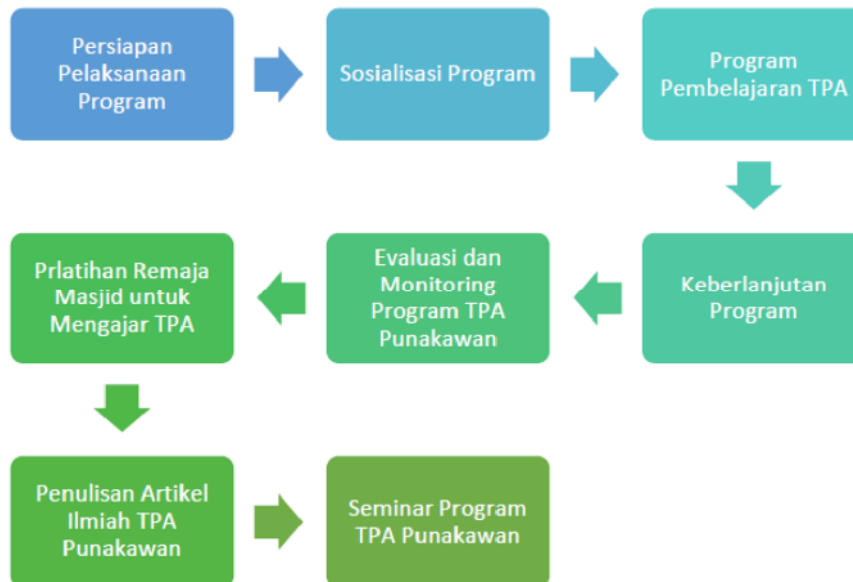 Persiapan
Pelaksanaan
Program
Sosialisasi Program
Program
Pembelajaran TPA
Keberlanjutan
Program
Evaluasi dan
Monitoring
Program TPA
Punakawan
Prlatihan Remaja
Masjid untuk
Mengajar TPA
Penulisan Artikel
Ilmiah TPA
Punakawan
Seminar Program
TPA Punakawan